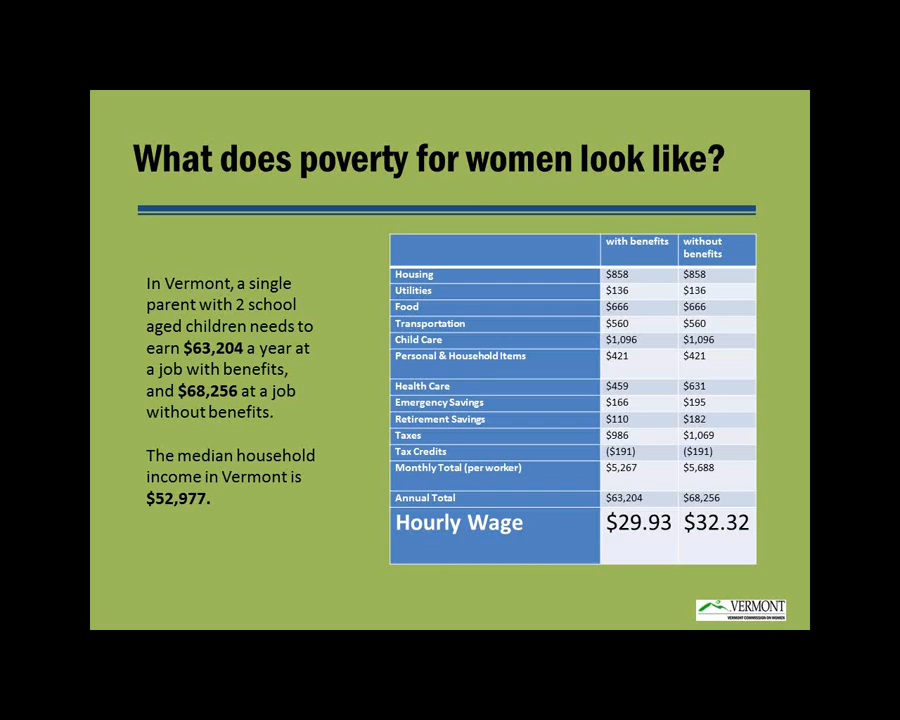 What does poverty for women look like?
In Vermont, a single
parent with 2 school
aged children needs to
earn $63,204 a year at
a job with benefits,
and $68,256 at a job
without benefits.
The median household
income in Vermont is
$52,977.
with benefits without benefits
Housing $858 $858
Utilities $136 $136
Food $666 $666
Transportation $560 $560
Child Care $1,096 $1,096
Personal & Household Items $421 $421
Health Care $459 $631
Emergency Savings $166 $195
Retirement Savings $110 $182
Taxes $986 $1,069
Tax Credits ($191) ($191)
Monthly Total (per worker) $5,267 $5,688
Annual Total $63,204 $68,256
Hourly Wage $29.93 $32.32
VERMONT
VERMONT COMMISSION ON WOMEN